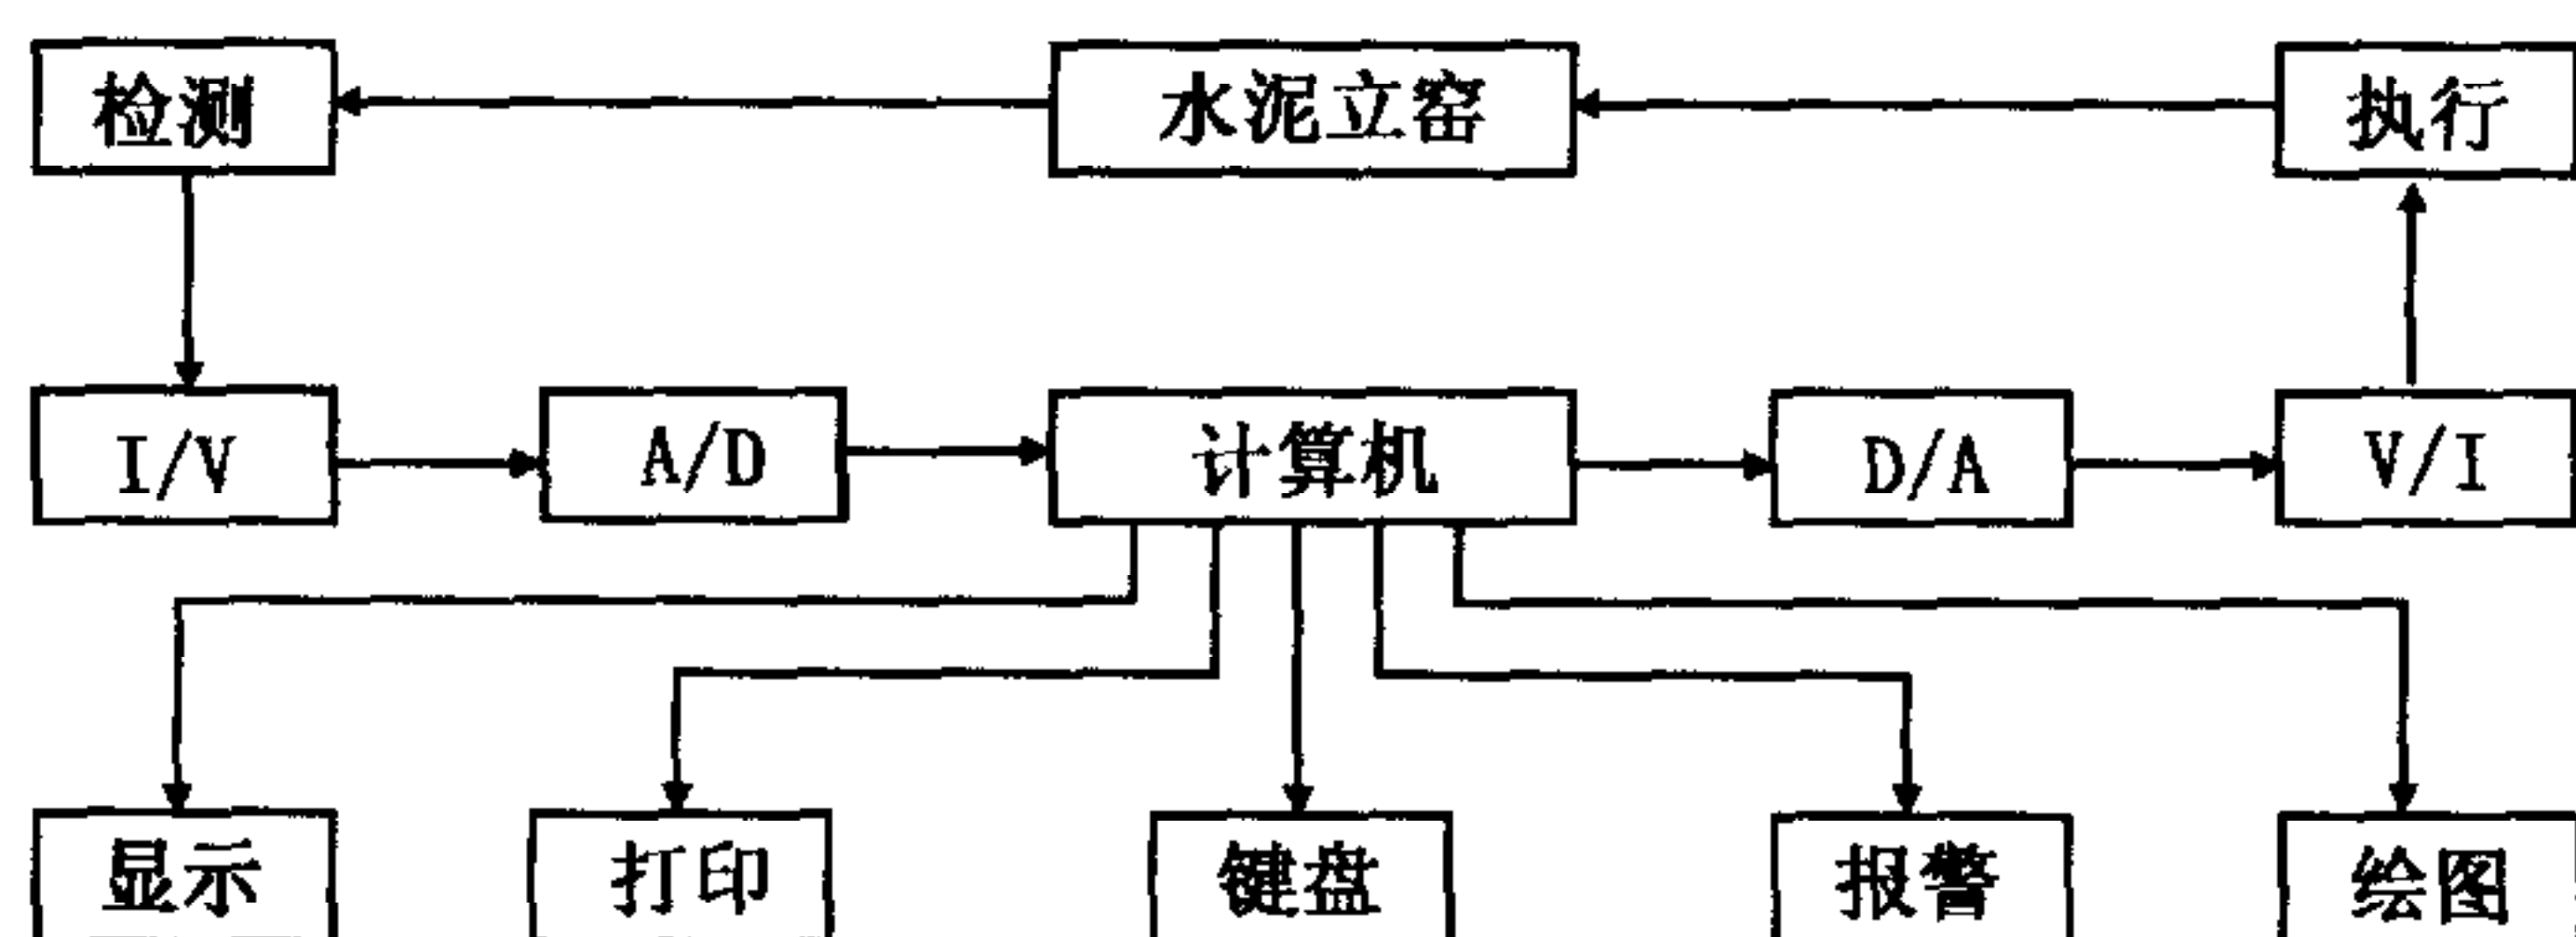 检测 水泥立窑 执行
I/V A/D 计算机 D/A V/I
显示 打印 键盘 报警 绘图